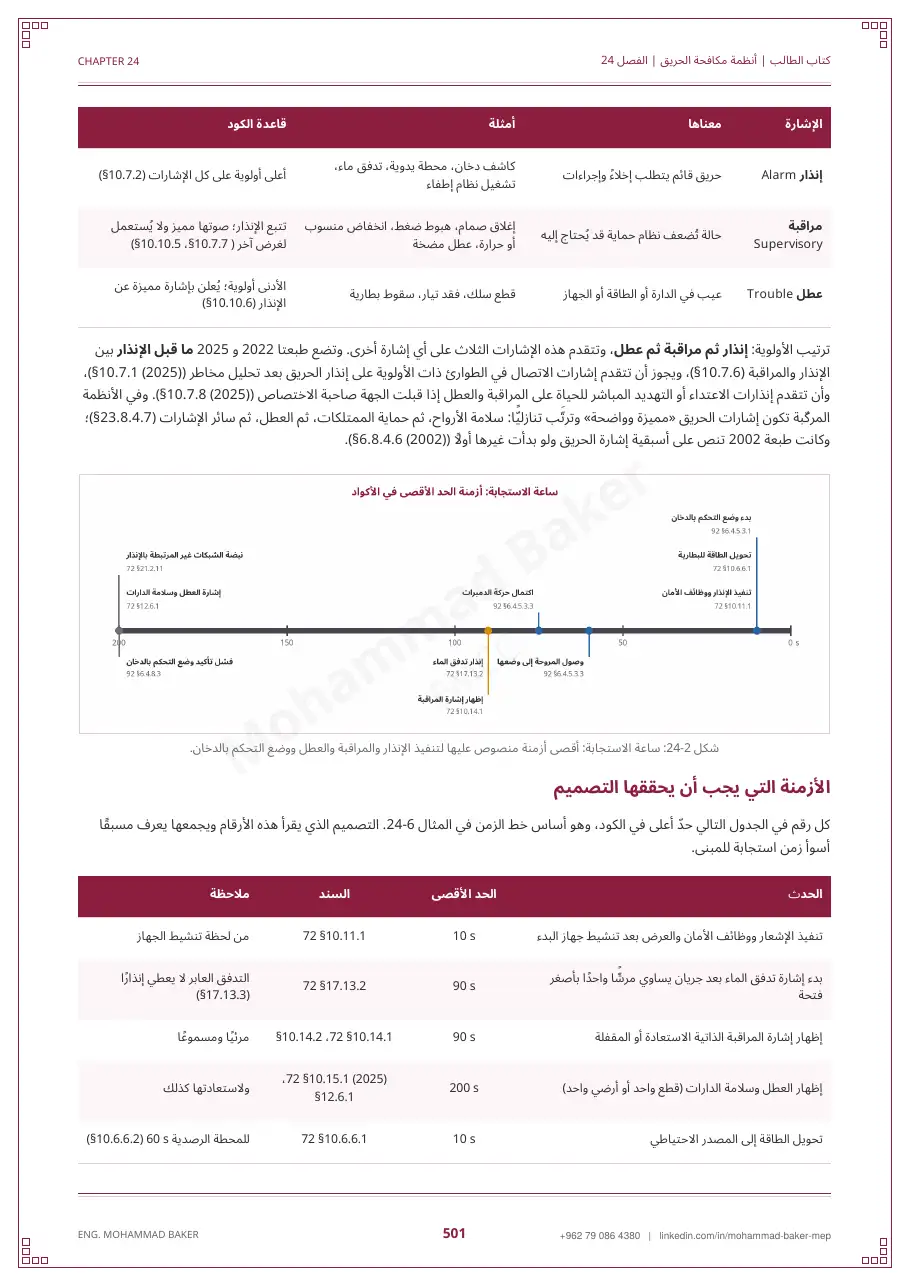 كتاب الطالب | أنظمة مكافحة الحريق | الفصل 24
CHAPTER 24
الإشارة معناها أمثلة قاعدة الكود
إنذار Alarm
حريق قائم يتطلب إخلاءً وإجراءات
كاشف دخان، محطة يدوية، تدفق ماء،
تشغيل نظام إطفاء
أعلى أولوية على كل الإشارات (§10.7.2)
مراقبة
Supervisory
حالة تُضعف نظام حماية قد يُحتاج إليه
إغلاق صمام، هبوط ضغط، انخفاض منسوب
أو حرارة، عطل مضخة
تتبع الإنذار؛ صوتها مميز ولا يُستعمل
لغرض آخر (§10.7.7، §10.10.5)
عطل Trouble
عيب في الدارة أو الطاقة أو الجهاز
قطع سلك، فقد تيار، سقوط بطارية
الأدنى أولوية؛ يُعلن بإشارة مميزة عن
الإنذار (§10.10.6)
ترتيب الأولوية: إنذار ثم مراقبة ثم عطل، وتتقدم هذه الإشارات الثلاث على أي إشارة أخرى. وتضع طبعتا 2022 و 2025 ما قبل الإنذار بين
الإنذار والمراقبة (§10.7.6)، ويجوز أن تتقدم إشارات الاتصال في الطوارئ ذات الأولوية على إنذار الحريق بعد تحليل مخاطر (§10.7.1 (2025))،
وأن تتقدم إنذارات الاعتداء أو التهديد المباشر للحياة على المراقبة والعطل إذا قبلت الجهة صاحبة الاختصاص (§10.7.8 (2025)). وفي الأنظمة
المركّبة تكون إشارات الحريق «مميزة وواضحة» وترتَّب تنازليًّا: سلامة الأرواح، ثم حماية الممتلكات، ثم العطل، ثم سائر الإشارات (§23.8.4.7)؛
وكانت طبعة 2002 تنص على أسبقية إشارة الحريق ولو بدأت غيرها أولًا (§6.8.4.6 (2002)).
ساعة الاستجابة: أزمنة الحد الأقصى في الأكواد
بدء وضع التحكم بالدخان
92 §6.4.5.3.1
تحويل الطاقة للبطارية
72 §10.6.6.1
تنفيذ الإنذار ووظائف الأمان
72 §10.11.1
اكتمال حركة الدمبرات
92 §6.4.5.3.3
نبضة الشبكات غير المرتبطة بالإنذار
72 §21.2.11
إشارة العطل وسلامة الدارات
72 §12.6.1
0 s
50
100
150
200
وصول المروحة إلى وضعها
92 §6.4.5.3.3
إنذار تدفق الماء
72 §17.13.2
إظهار إشارة المراقبة
72 §10.14.1
فشل تأكيد وضع التحكم بالدخان
92 §6.4.8.3
Mohammad Baker
شكل 2-24: ساعة الاستجابة: أقصى أزمنة منصوص عليها لتنفيذ الإنذار والمراقبة والعطل ووضع التحكم بالدخان.
الأزمنة التي يجب أن يحققها التصميم
كل رقم في الجدول التالي حدّ أعلى في الكود، وهو أساس خط الزمن في المثال 6-24. التصميم الذي يقرأ هذه الأرقام ويجمعها يعرف مسبقًا
أسوأ زمن استجابة للمبنى.
الحدث الحد الأقصى السند ملاحظة
تنفيذ الإشعار ووظائف الأمان والعرض بعد تنشيط جهاز البدء
10 s
72 §10.11.1
من لحظة تنشيط الجهاز
بدء إشارة تدفق الماء بعد جريان يساوي مرشًّا واحدًا بأصغر
فتحة
90 s
72 §17.13.2
التدفق العابر لا يعطي إنذارًا
(§17.13.3)
إظهار إشارة المراقبة الذاتية الاستعادة أو المقفلة
90 s
72 §10.14.1، §10.14.2
مرئيًا ومسموعًا
إظهار العطل وسلامة الدارات (قطع واحد أو أرضي واحد)
200 s
72 §10.15.1 (2025)،
§12.6.1
ولاستعادتها كذلك
تحويل الطاقة إلى المصدر الاحتياطي
10 s
72 §10.6.6.1
للمحطة الرصدية 60 s (§10.6.6.2)
ENG. MOHAMMAD BAKER
501
+962 79 086 4380 | linkedin.com/in/mohammad-baker-mep